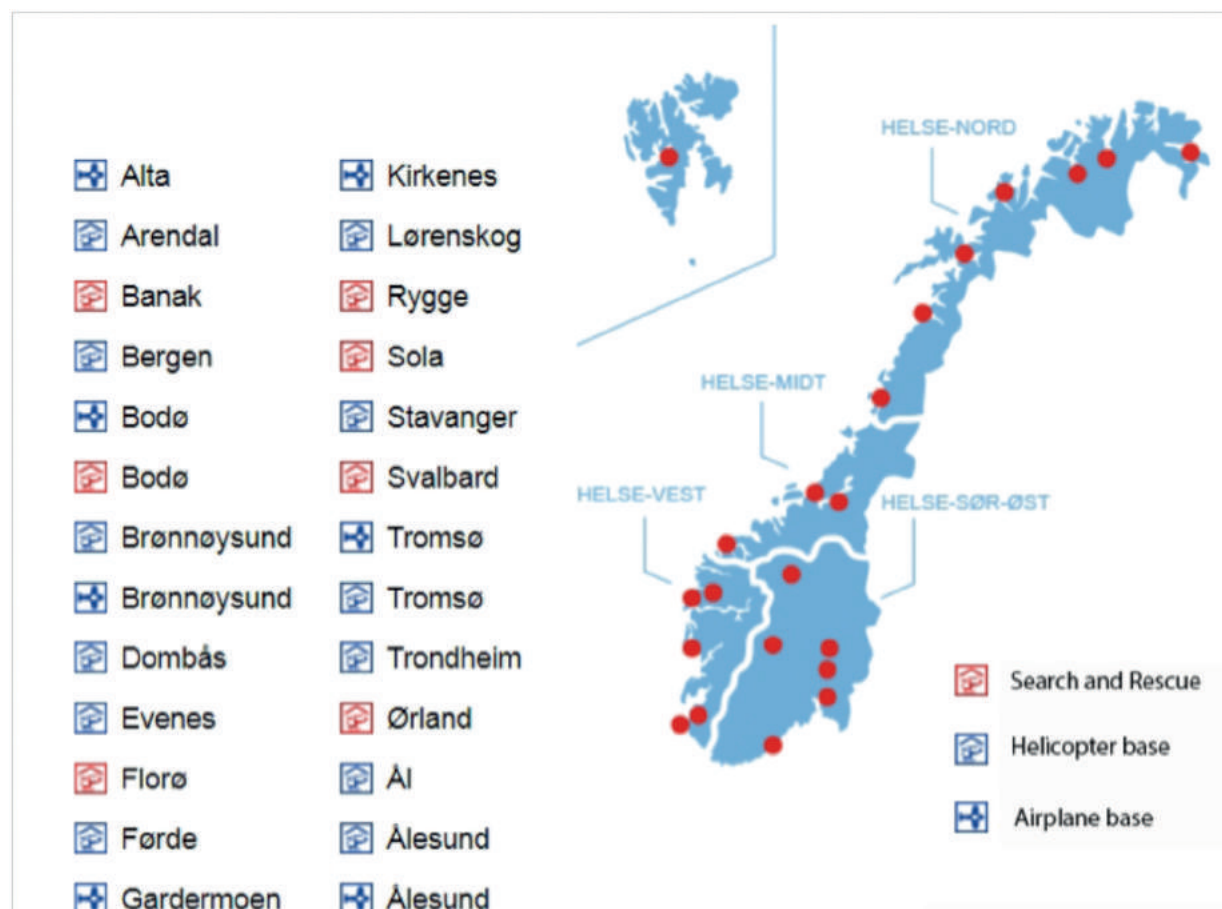 Alta
Arendal
Banak
Bergen
Bodø
Bodø
Brønnøysund
Brønnøysund
Dombås
Evenes
Florø
Førde
Gardermoen
Kirkenes
Lørenskog
Rygge
Sola
Stavanger
Svalbard
Tromsø
Tromsø
Trondheim
Ørland
Ål
Ålesund
Ålesund
HELSE-NORD
HELSE-MIDT
HELSE-VEST
HELSE-SØR-ØST
Search and Rescue
Helicopter base
Airplane base